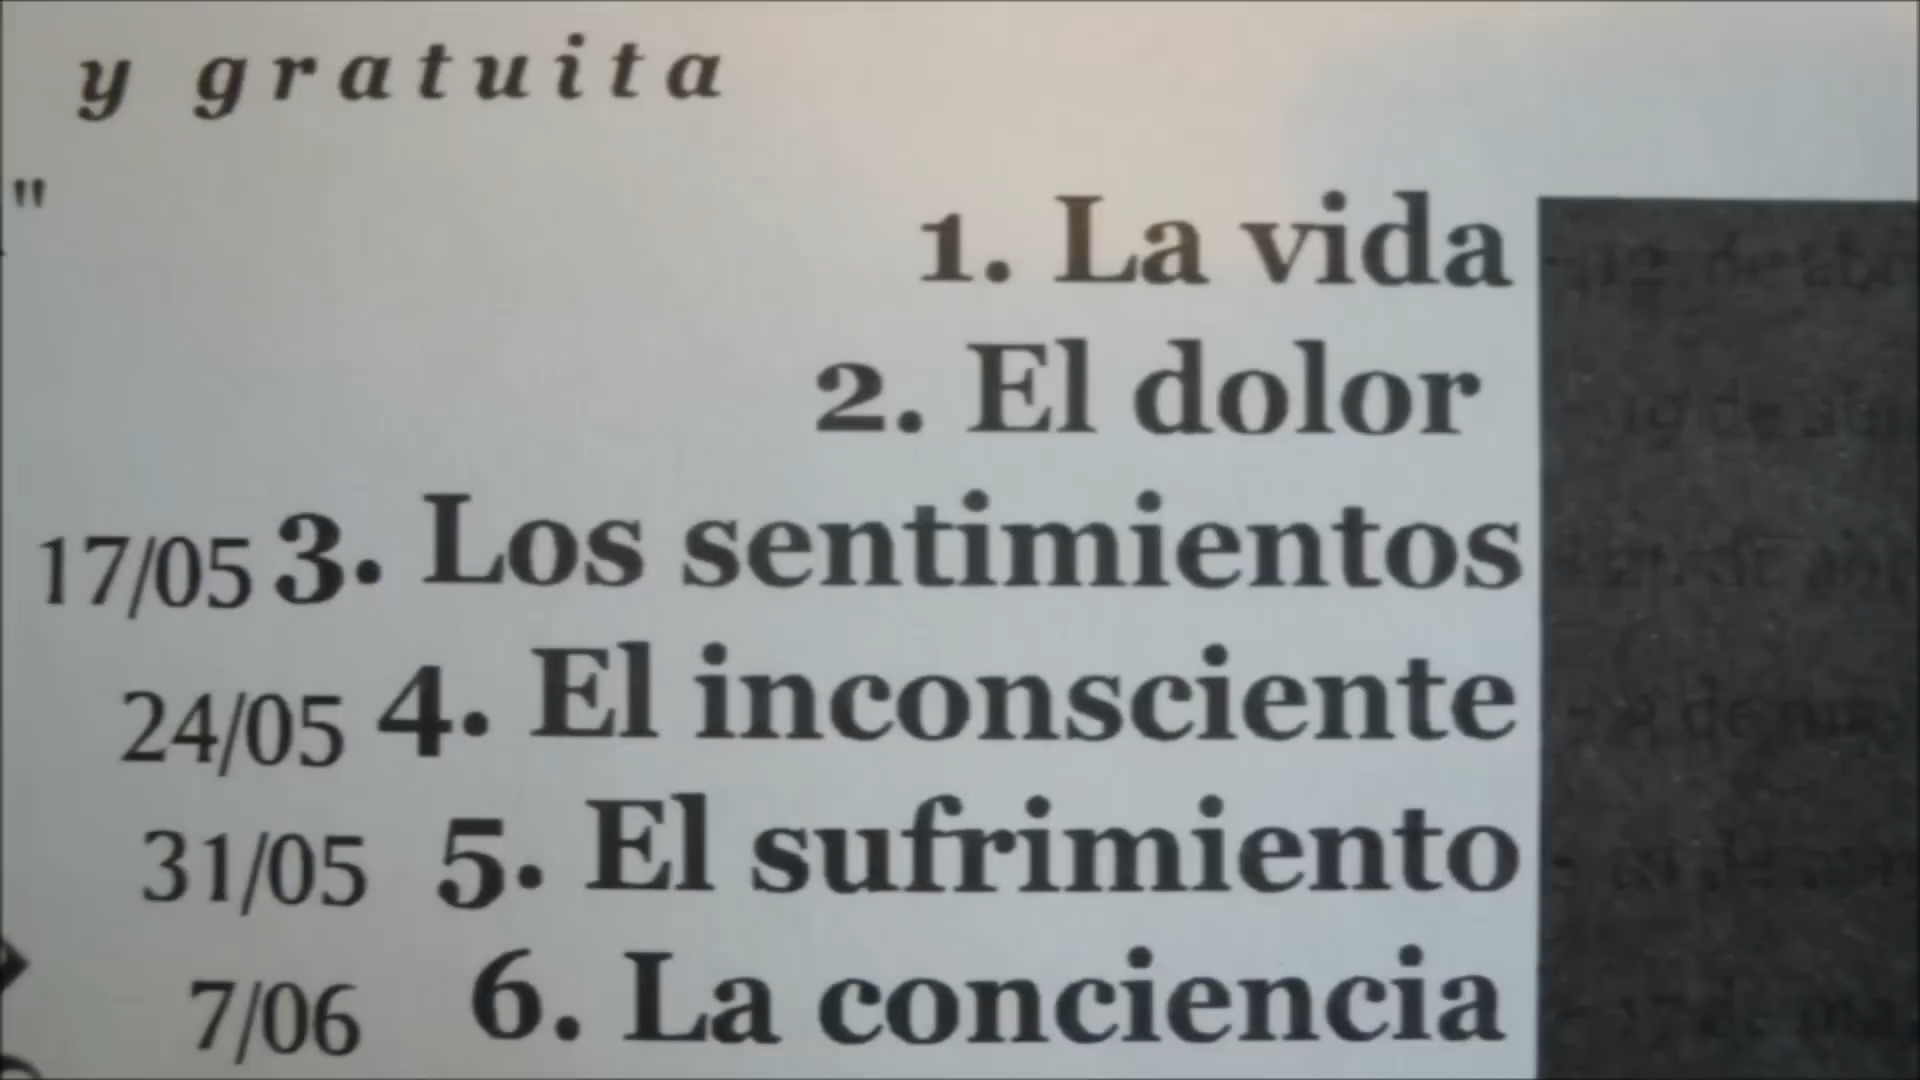 y gratuita
"
1. La vida
2. El dolor
17/05 3. Los sentimientos
24/05 4. El inconsciente
31/05 5. El sufrimiento
7/06 6. La conciencia